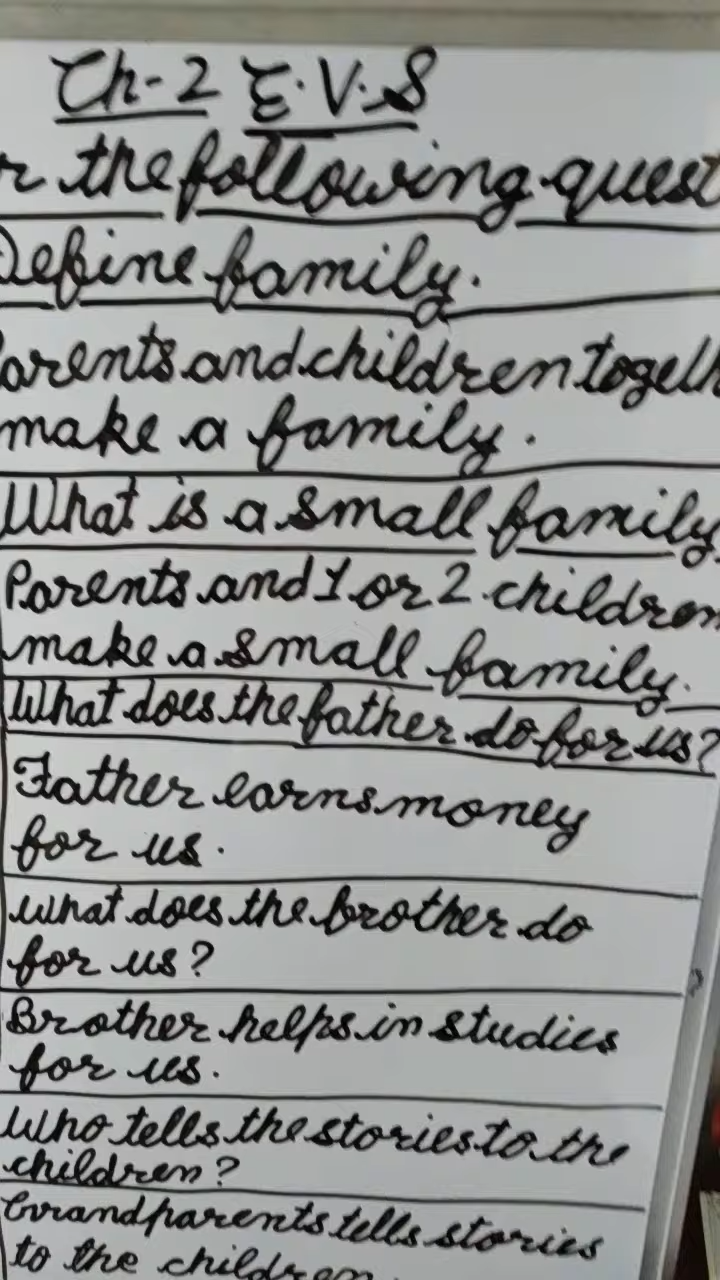 Ch-2 E.V.S
r the following quest
Define family.
arents and children togeth
make a family.
What is a small family
Parents and 1 or 2 children
make a small family.
What does the father do for us?
Father earns money
for us.
what does the brother do
for us?
Brother helps in studies
for us.
Who tells the stories to the
children?
Grandparents tells stories
to the children.